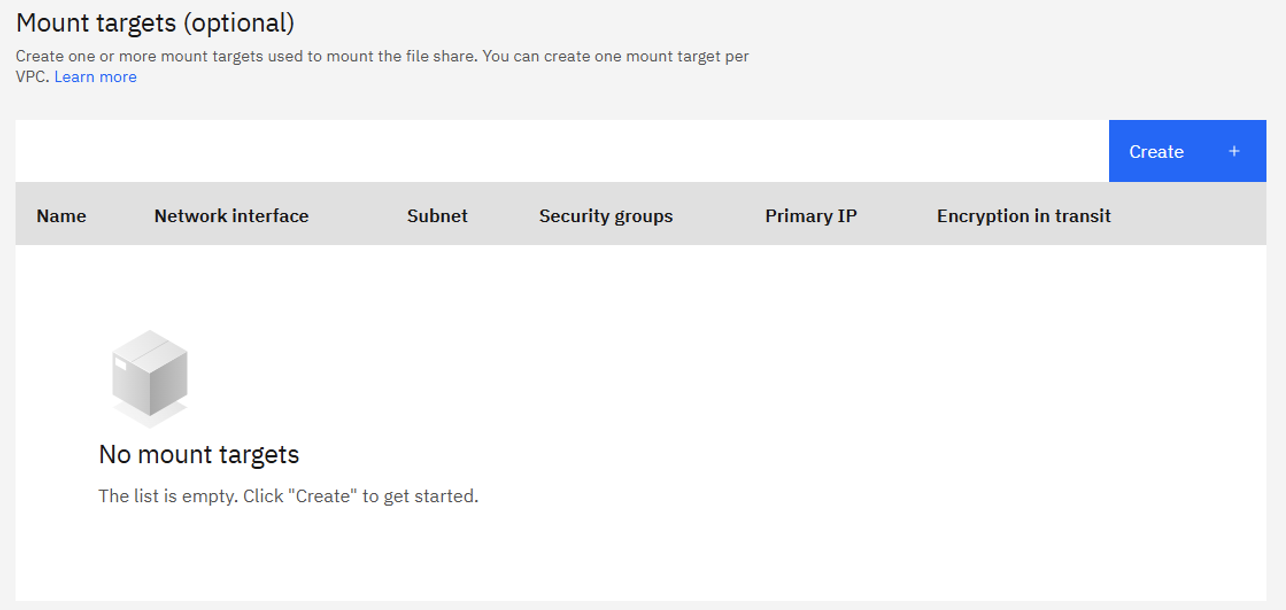 Mount targets (optional)
Create one or more mount targets used to mount the file share. You can create one mount target per
VPC. Learn more
Create +
Name Network interface Subnet Security groups Primary IP Encryption in transit
No mount targets
The list is empty. Click "Create" to get started.